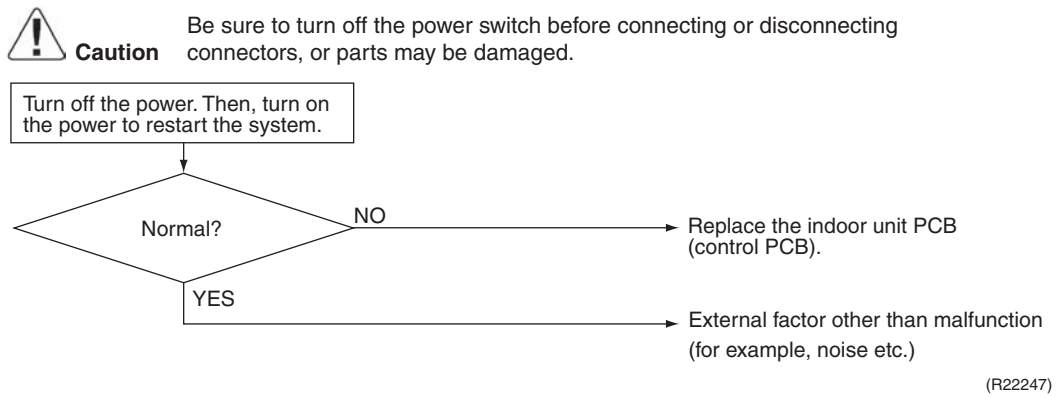 Be sure to turn off the power switch before connecting or disconnecting
Caution connectors, or parts may be damaged.
Turn off the power. Then, turn on
the power to restart the system.
Normal?
NO
Replace the indoor unit PCB
(control PCB).
YES
External factor other than malfunction
(for example, noise etc.)
(R22247)